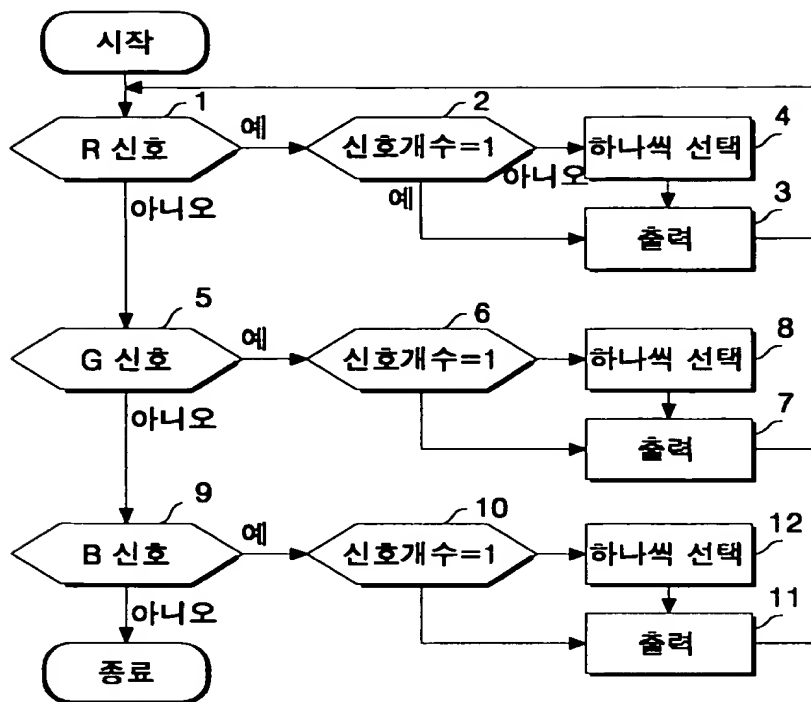 시작
1
R 신호
예
2
신호개수=1
아니오
예
4
하나씩 선택
3
출력
아니오
5
G 신호
예
6
신호개수=1
8
하나씩 선택
7
출력
아니오
9
B 신호
예
10
신호개수=1
12
하나씩 선택
11
출력
아니오
종료